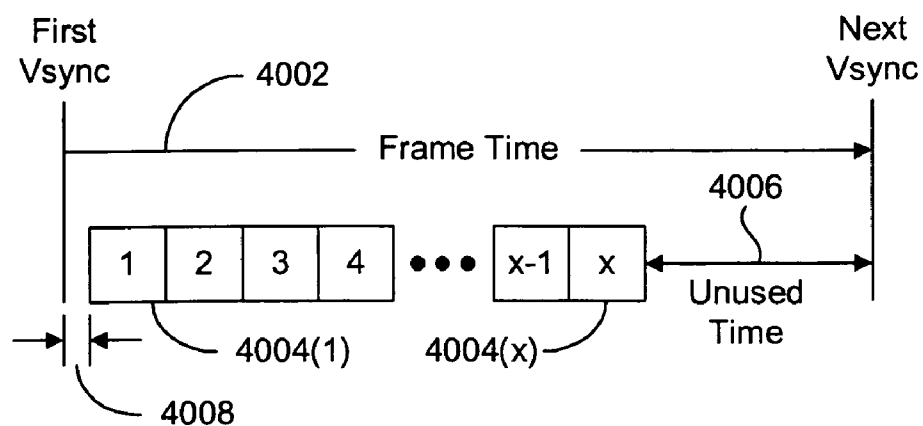 First
Vsync
Next
Vsync
4002
Frame Time
4006
1 2 3 4 ••• x-1 x
Unused
Time
4004(1)
4004(x)
4008